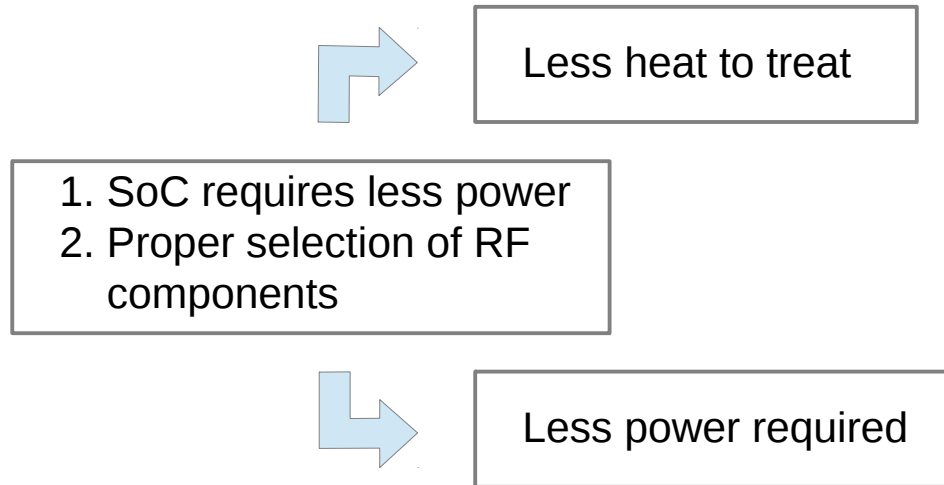 Less heat to treat
1. SoC requires less power
2. Proper selection of RF
components
Less power required